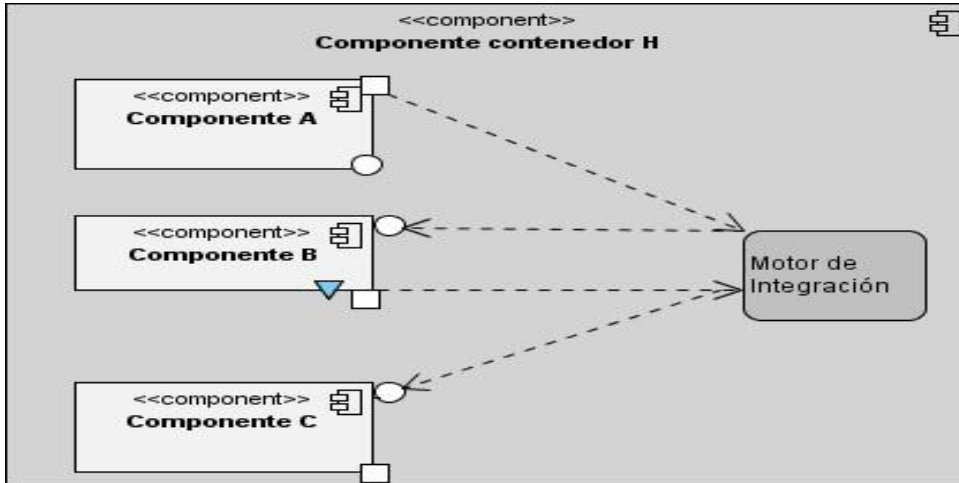 <<component>>
Componente contenedor H
<<component>>
Componente A
<<component>>
Componente B
Motor de
Integración
<<component>>
Componente C